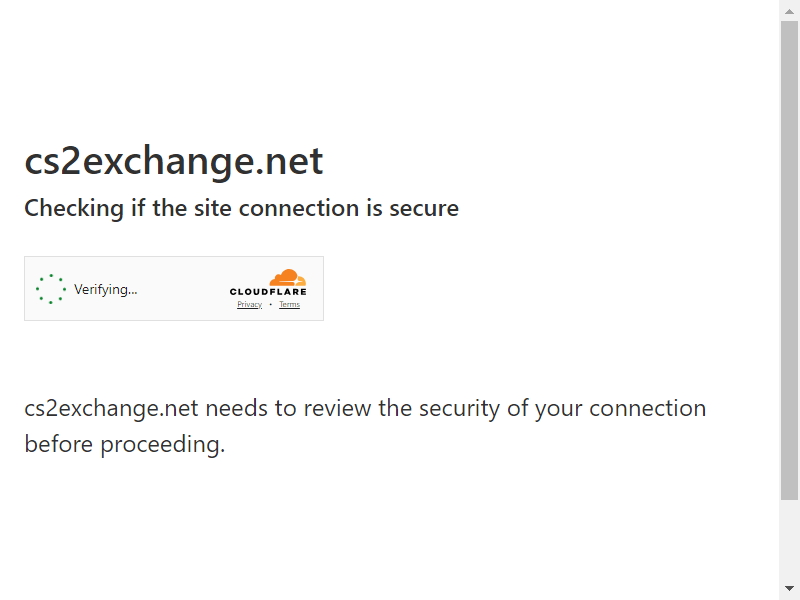 cs2exchange.net
Checking if the site connection is secure
Verifying...
CLOUDFLARE
Privacy • Terms
cs2exchange.net needs to review the security of your connection
before proceeding.